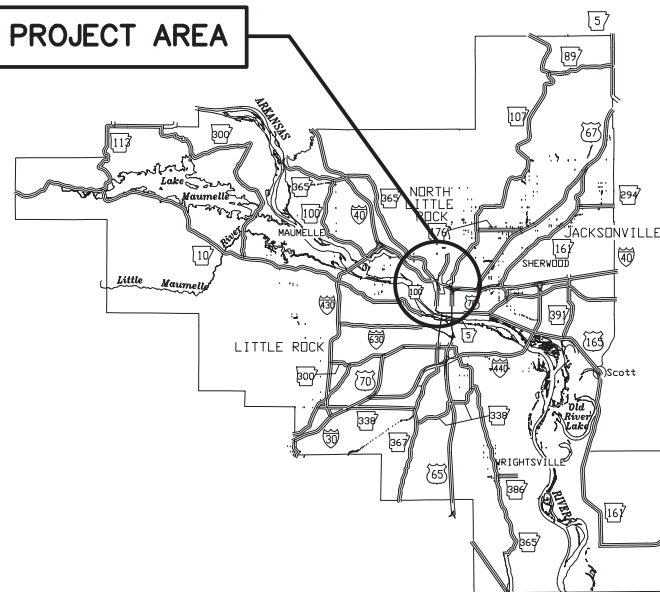 PROJECT AREA
5
89
107
67
ARKANSAS
300
113
365
365
Lake
Maumelle
NORTH
LITTLE
ROCK
294
100
40
176
MAUMELLE
JACKSONVILLE
161
40
River
10
SHERWOOD
Little Maumelle
107
70
430
391
5
630
165
LITTLE ROCK
440
300
70
Scott
338
338
Old
River
Lake
30
367
65
WRIGHTSVILLE
386
RIVER
161
365